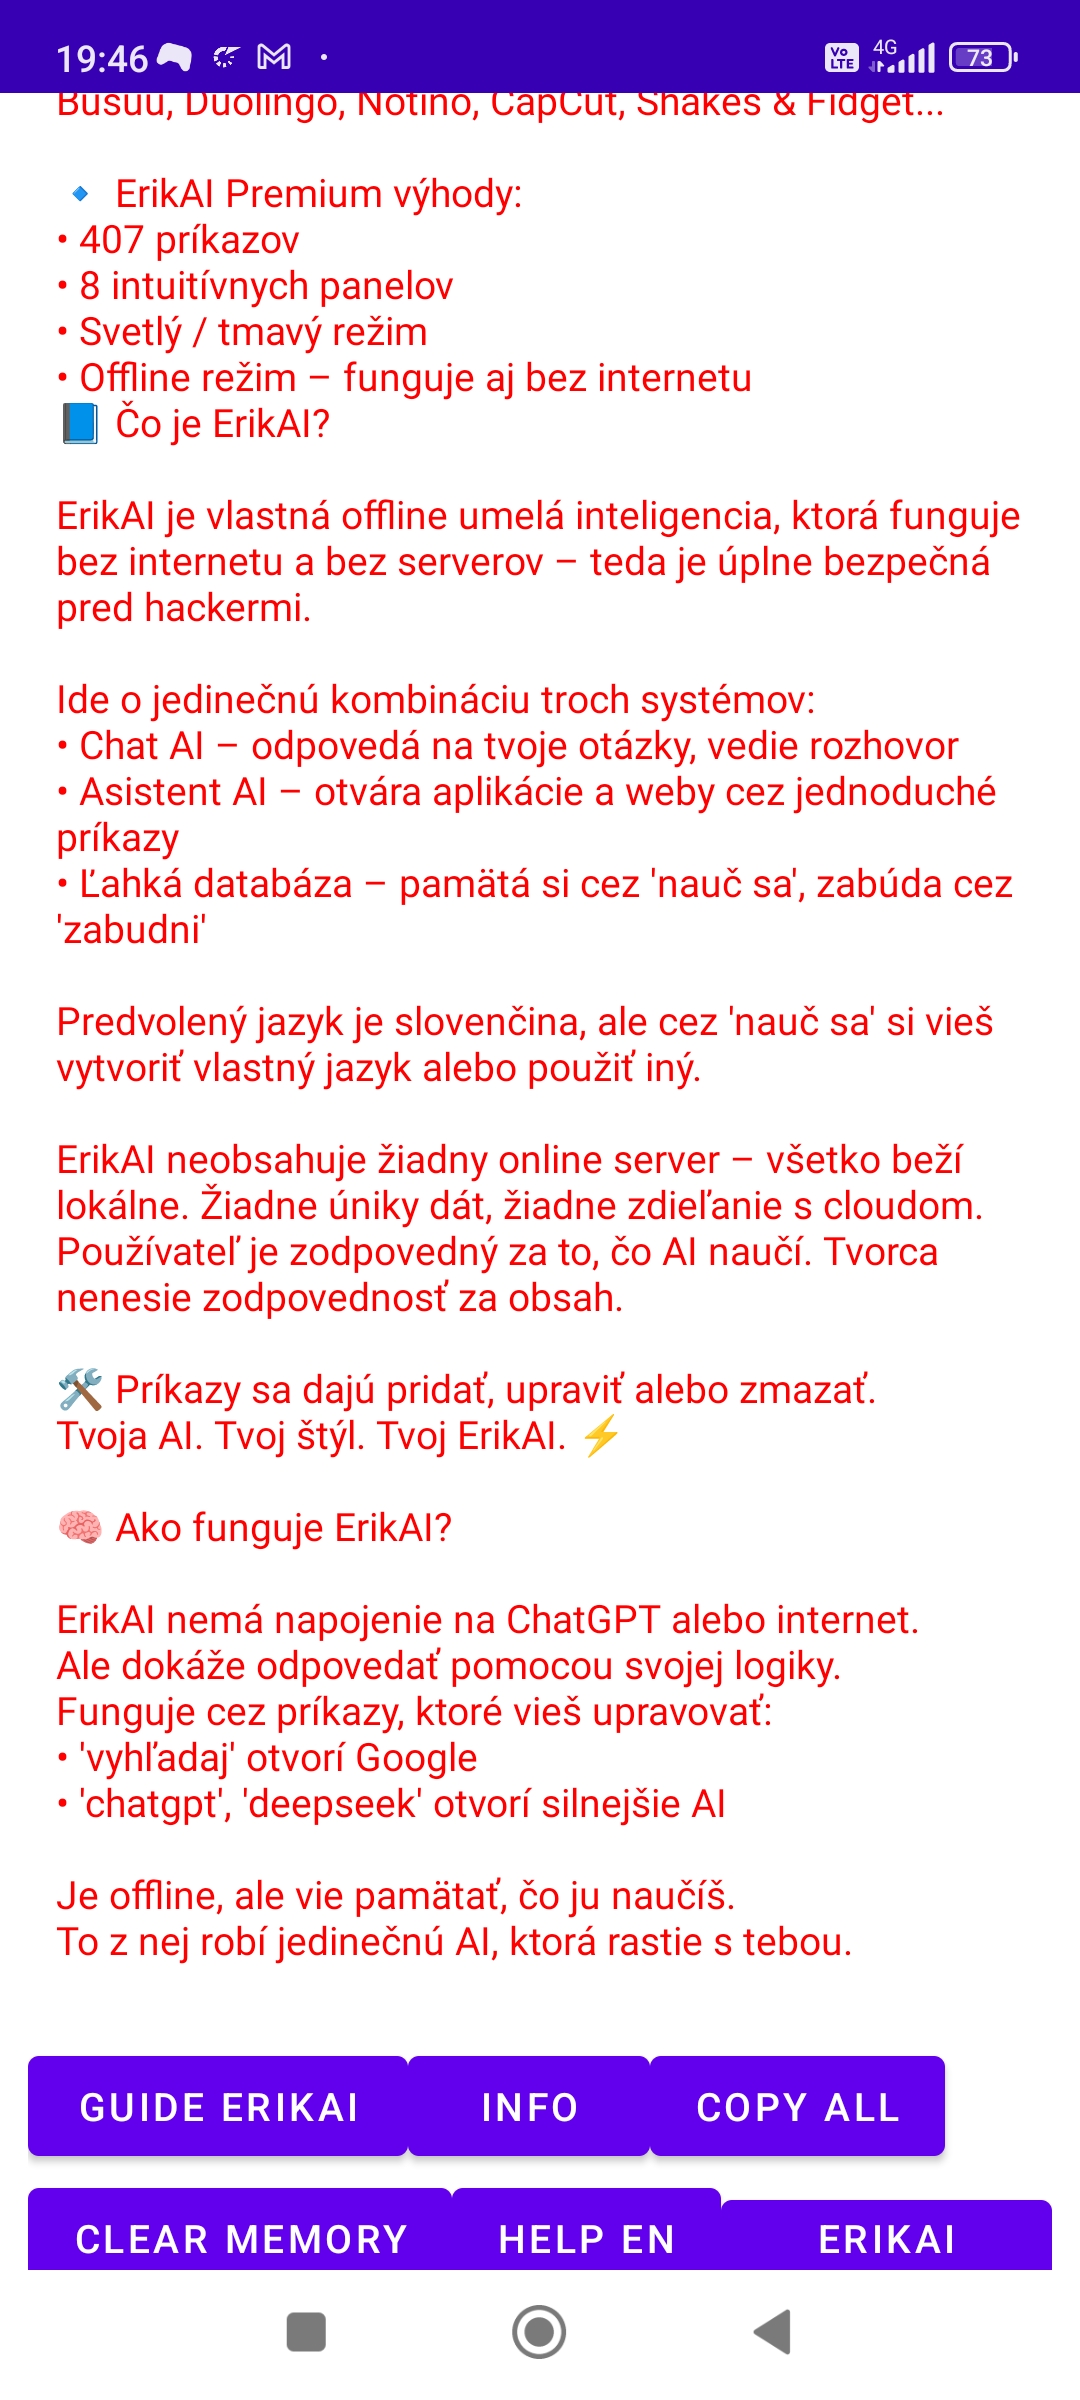 19:46
Vo LTE 4G 73
Busuu, Duolingo, Notino, CapCut, Shakes & Fidget...
🔹 ErikAI Premium výhody:
• 407 príkazov
• 8 intuitívnych panelov
• Svetlý / tmavý režim
• Offline režim – funguje aj bez internetu
📘 Čo je ErikAI?
ErikAI je vlastná offline umelá inteligencia, ktorá funguje
bez internetu a bez serverov – teda je úplne bezpečná
pred hackermi.
Ide o jedinečnú kombináciu troch systémov:
• Chat AI – odpovedá na tvoje otázky, vedie rozhovor
• Asistent AI – otvára aplikácie a weby cez jednoduché
príkazy
• Ľahká databáza – pamätá si cez 'nauč sa', zabúda cez
'zabudni'
Predvolený jazyk je slovenčina, ale cez 'nauč sa' si vieš
vytvoriť vlastný jazyk alebo použiť iný.
ErikAI neobsahuje žiadny online server – všetko beží
lokálne. Žiadne úniky dát, žiadne zdieľanie s cloudom.
Používateľ je zodpovedný za to, čo AI naučí. Tvorca
nenesie zodpovednosť za obsah.
🛠️ Príkazy sa dajú pridať, upraviť alebo zmazať.
Tvoja AI. Tvoj štýl. Tvoj ErikAI. ⚡
🧠 Ako funguje ErikAI?
ErikAI nemá napojenie na ChatGPT alebo internet.
Ale dokáže odpovedať pomocou svojej logiky.
Funguje cez príkazy, ktoré vieš upravovať:
• 'vyhľadaj' otvorí Google
• 'chatgpt', 'deepseek' otvorí silnejšie AI
Je offline, ale vie pamätať, čo ju naučíš.
To z nej robí jedinečnú AI, ktorá rastie s tebou.
GUIDE ERIKAI INFO COPY ALL
CLEAR MEMORY HELP EN ERIKAI